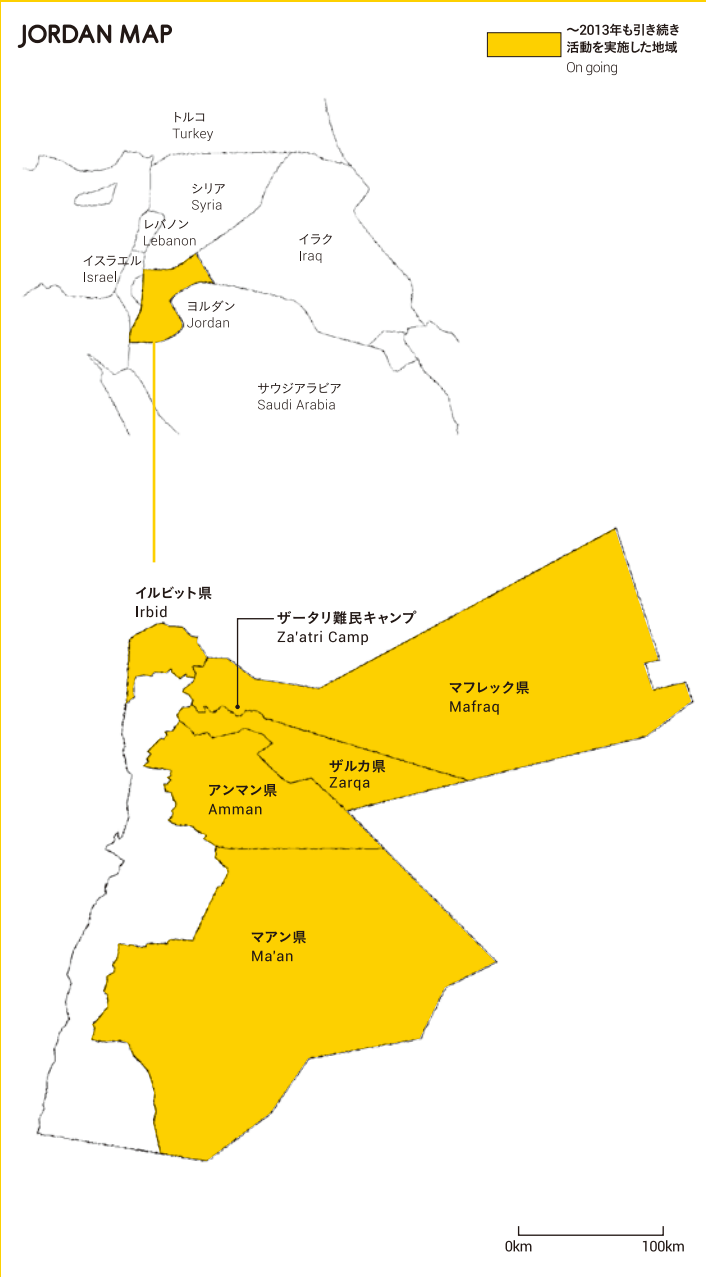 JORDAN MAP
〜2013年も引き続き
活動を実施した地域
On going
トルコ
Turkey
シリア
Syria
レバノン
Lebanon
イラク
Iraq
イスラエル
Israel
ヨルダン
Jordan
サウジアラビア
Saudi Arabia
イルビット県
Irbid
ザータリ難民キャンプ
Za'atri Camp
マフレック県
Mafraq
ザルカ県
Zarqa
アンマン県
Amman
マアン県
Ma'an
0km 100km